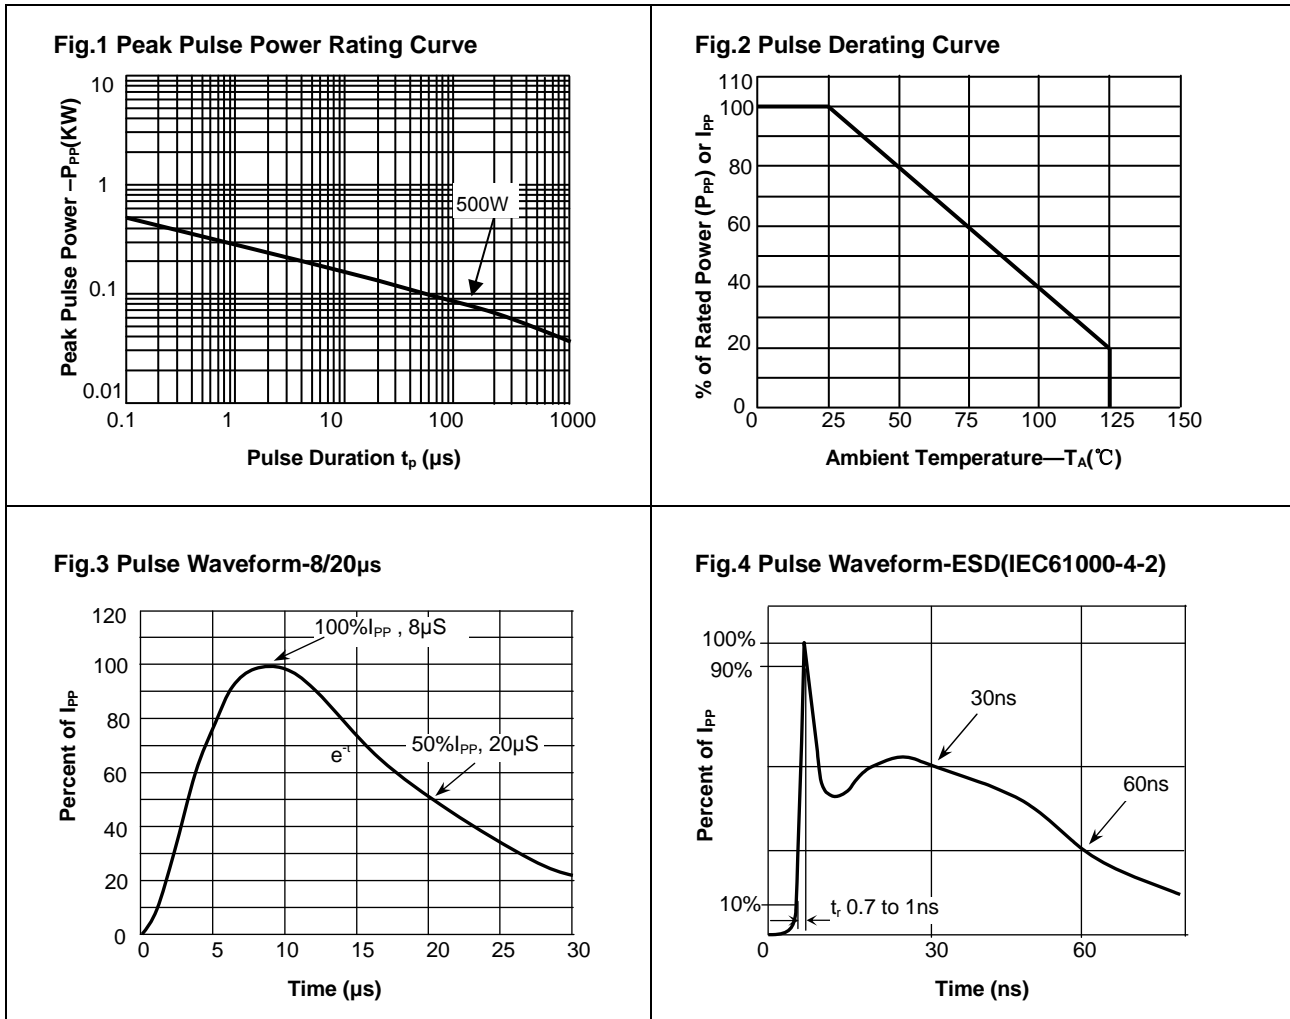 Fig.1 Peak Pulse Power Rating Curve
Peak Pulse Power –PPP(KW)
10
1
0.1
0.01
500W
0.1 1 10 100 1000
Pulse Duration tp (µs)
Fig.2 Pulse Derating Curve
% of Rated Power (PPP) or IPP
110
100
80
60
40
20
0
0 25 50 75 100 125 150
Ambient Temperature—TA(℃)
Fig.3 Pulse Waveform-8/20µs
Percent of IPP
120
100
80
60
40
20
0
100%IPP , 8µS
e-t
50%IPP, 20µS
0 5 10 15 20 25 30
Time (µs)
Fig.4 Pulse Waveform-ESD(IEC61000-4-2)
Percent of IPP
100%
90%
10%
30ns
60ns
tr 0.7 to 1ns
0 30 60
Time (ns)